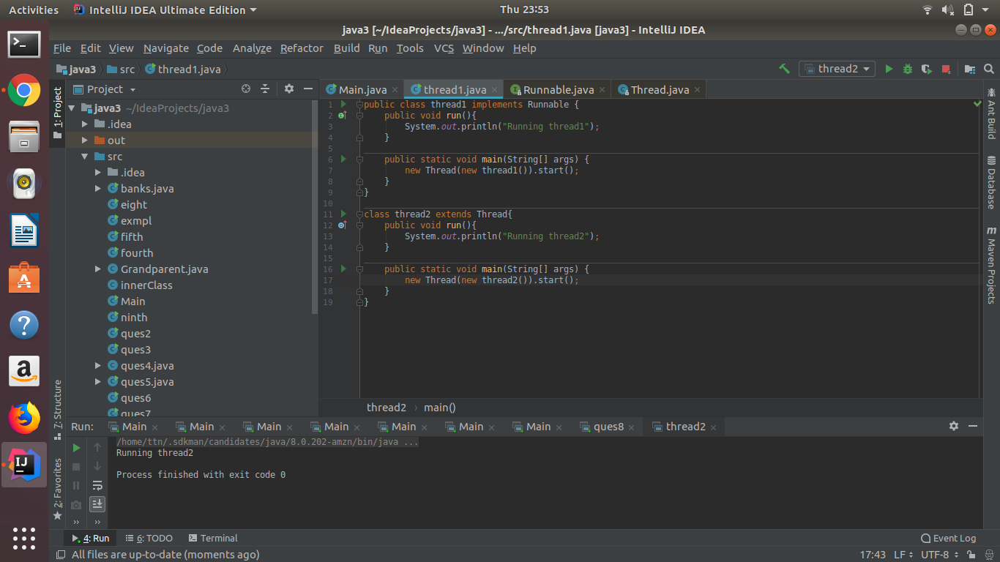 Activities IntelliJ IDEA Ultimate Edition Thu 23:53
java3 [~/IdeaProjects/java3] - .../src/thread1.java [java3] - IntelliJ IDEA
File Edit View Navigate Code Analyze Refactor Build Run Tools VCS Window Help
java3 src thread1.java thread2
1: Project
Project
java3 ~/IdeaProjects/java3
.idea
out
src
.idea
banks.java
eight
exmpl
fifth
fourth
Grandparent.java
innerClass
Main
ninth
ques2
ques3
ques4.java
ques5.java
ques6
ques7
7: Structure
2: Favorites
Main.java thread1.java Runnable.java Thread.java
1 public class thread1 implements Runnable {
2 public void run(){
3 System.out.println("Running thread1");
4 }
5
6 public static void main(String[] args) {
7 new Thread(new thread1()).start();
8 }
9 }
10
11 class thread2 extends Thread{
12 public void run(){
13 System.out.println("Running thread2");
14 }
15
16 public static void main(String[] args) {
17 new Thread(new thread2()).start();
18 }
19 }
thread2 › main()
Ant Build
Database
Maven Projects
Run: Main Main Main Main Main Main Main ques8 thread2
/home/ttn/.sdkman/candidates/java/8.0.202-amzn/bin/java ...
Running thread2
Process finished with exit code 0
4: Run 6: TODO Terminal Event Log
All files are up-to-date (moments ago) 17:43 LF UTF-8